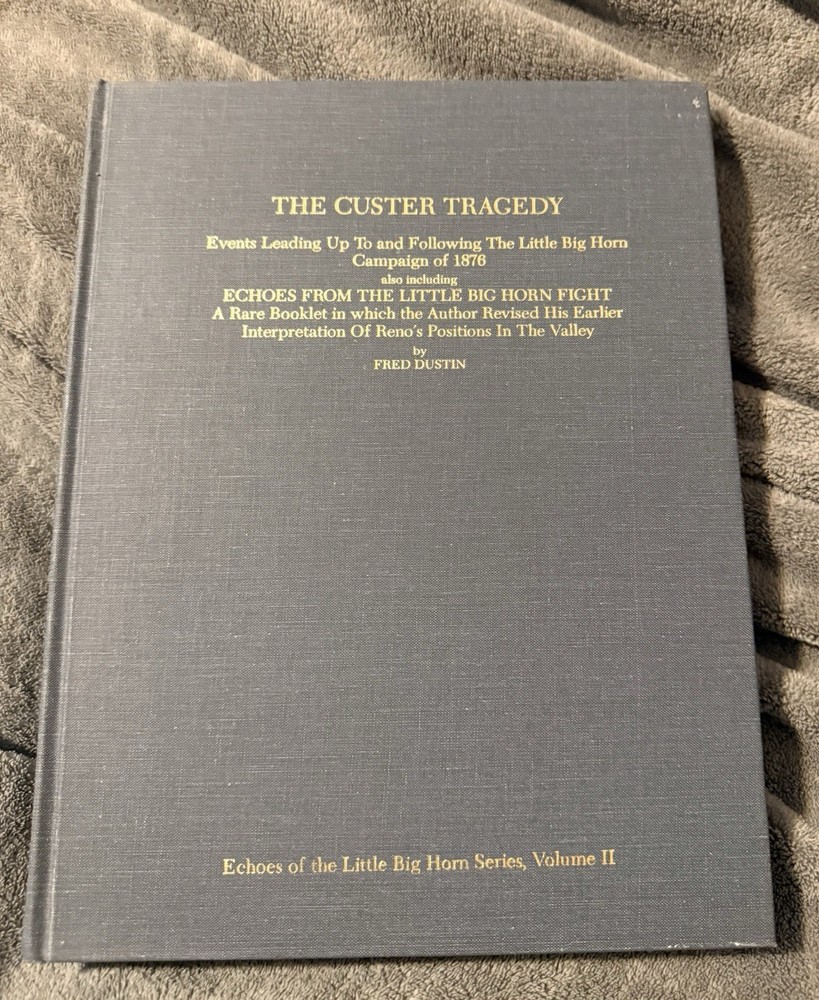 THE CUSTER TRAGEDY
Events Leading Up To and Following The Little Big Horn
Campaign of 1876
also including
ECHOES FROM THE LITTLE BIG HORN FIGHT
A Rare Booklet in which the Author Revised His Earlier
Interpretation Of Reno's Positions In The Valley
by
FRED DUSTIN
Echoes of the Little Big Horn Series, Volume II